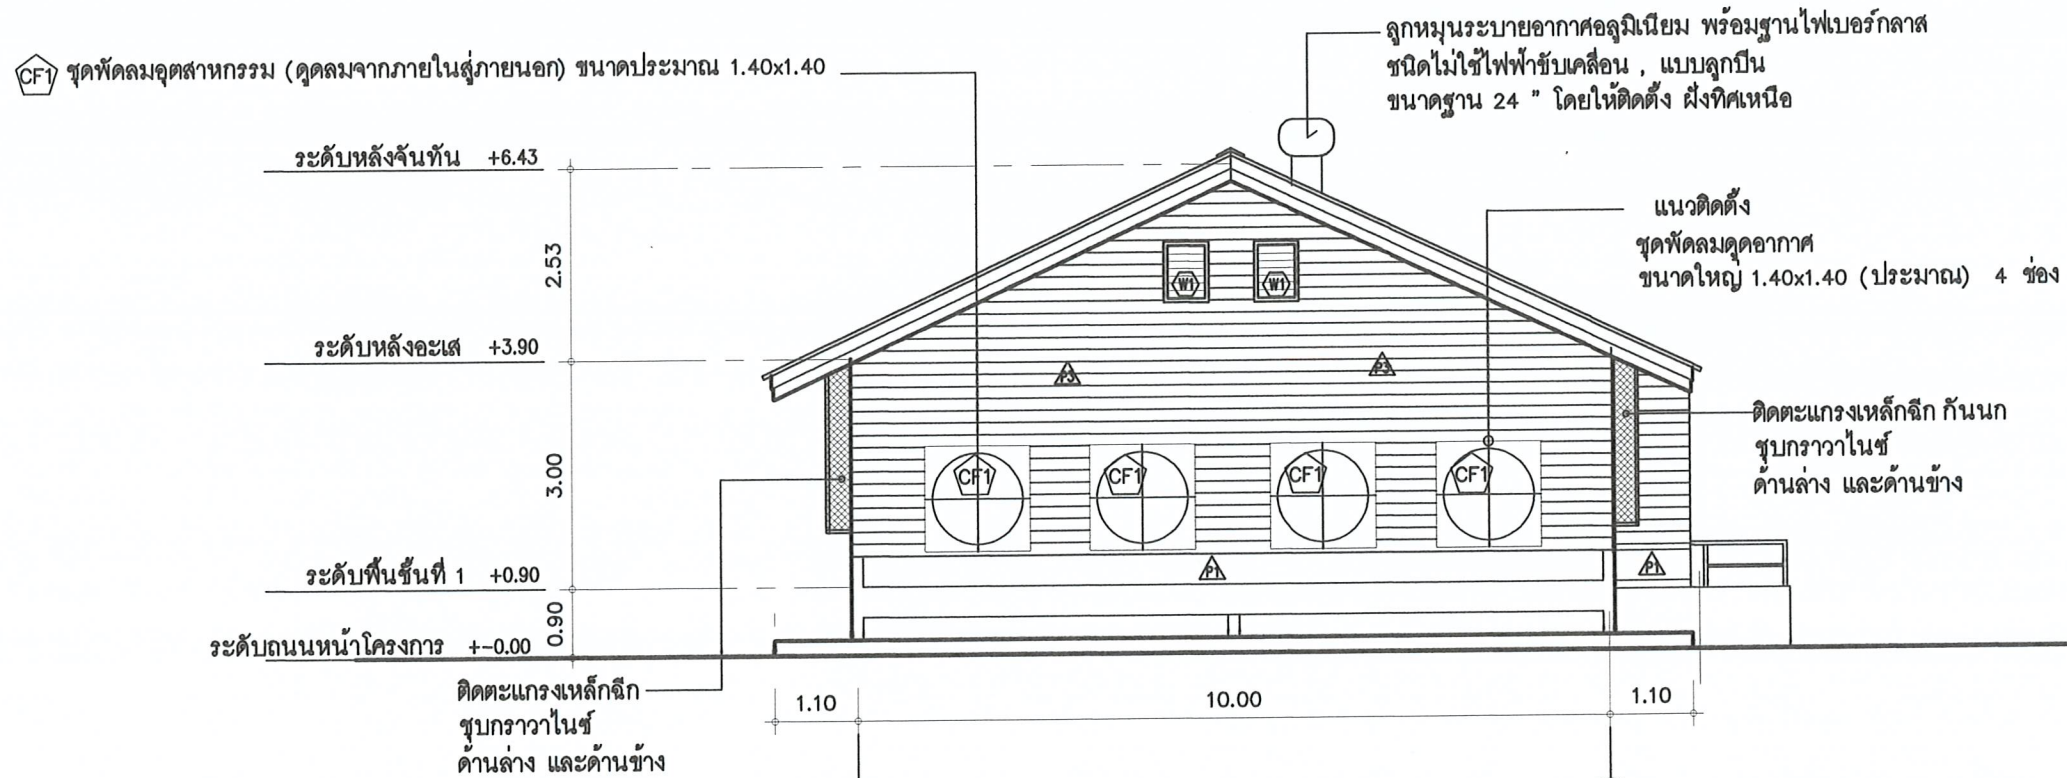 ลูกหมุนระบายอากาศอลูมิเนียม พร้อมฐานไฟเบอร์กลาส
ชนิดไม่ใช้ไฟฟ้าขับเคลื่อน , แบบลูกปืน
ขนาดฐาน 24 " โดยให้ติดตั้ง ฝั่งทิศเหนือ
CF1 ชุดพัดลมอุตสาหกรรม (ดูดลมจากภายในสู่ภายนอก) ขนาดประมาณ 1.40x1.40
ระดับหลังจันทัน +6.43
แนวติดตั้ง
ชุดพัดลมดูดอากาศ
ขนาดใหญ่ 1.40x1.40 (ประมาณ) 4 ช่อง
2.53
W1 W1
ระดับหลังอะเส +3.90
P3 P3
ติดตะแกรงเหล็กฉีก กันนก
ชุบกราวาไนซ์
ด้านล่าง และด้านข้าง
3.00
CF1 CF1 CF1 CF1
ระดับพื้นชั้นที่ 1 +0.90
P1 P1
0.90
ระดับถนนหน้าโครงการ +-0.00
ติดตะแกรงเหล็กฉีก
ชุบกราวาไนซ์
ด้านล่าง และด้านข้าง
1.10 10.00 1.10